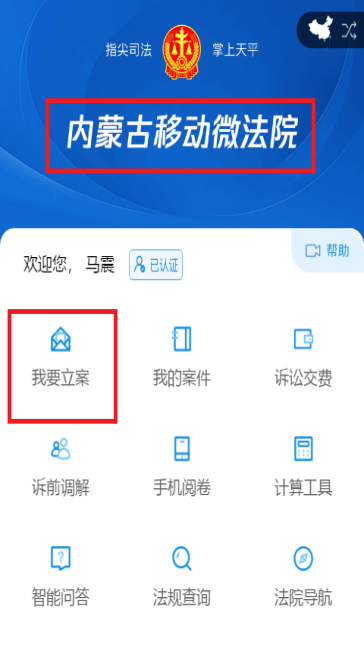 指尖司法 掌上天平
内蒙古移动微法院
帮助
欢迎您，马震 已认证
我要立案 我的案件 诉讼交费
诉前调解 手机阅卷 计算工具
智能问答 法规查询 法院导航